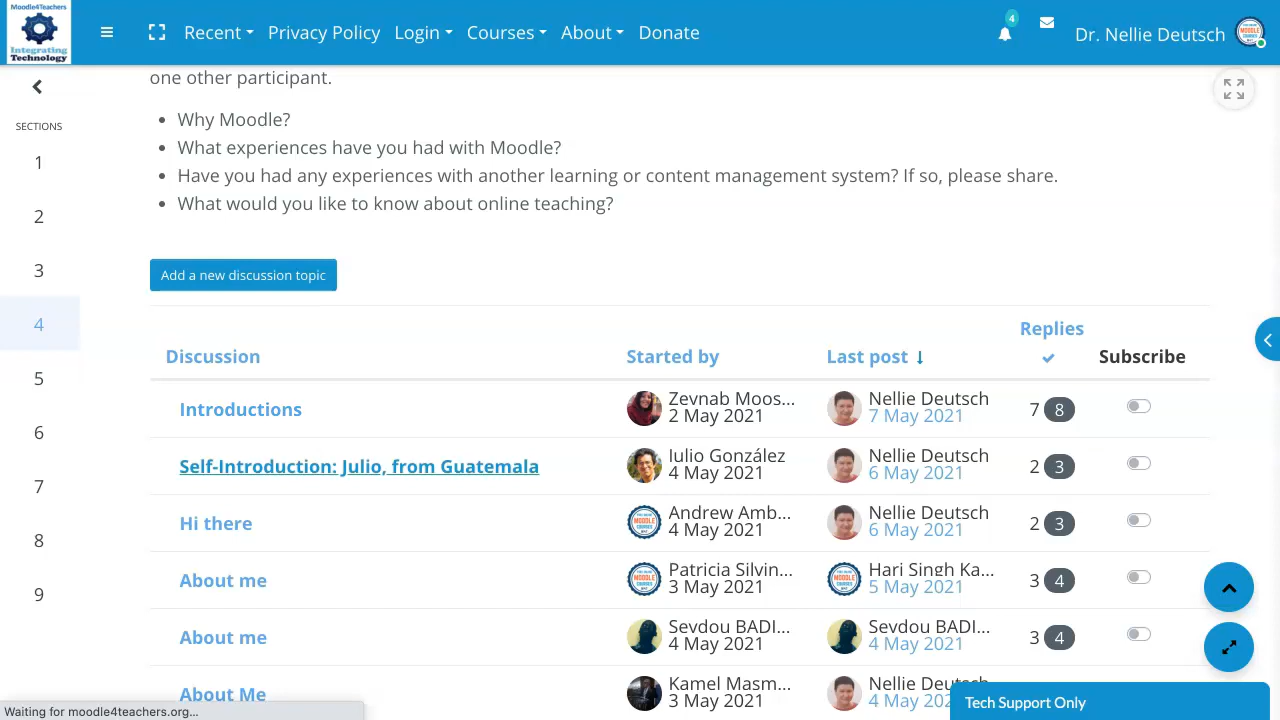 Moodle4Teachers
Integrating
Technology
Recent
Privacy Policy
Login
Courses
About
Donate
4
Dr. Nellie Deutsch
one other participant.
SECTIONS
1
2
3
4
5
6
7
8
9
Why Moodle?
What experiences have you had with Moodle?
Have you had any experiences with another learning or content management system? If so, please share.
What would you like to know about online teaching?
Add a new discussion topic
Discussion
Started by
Last post ↓
Replies
Subscribe
Introductions
Zeynab Moos...
2 May 2021
Nellie Deutsch
7 May 2021
7 8
Self-Introduction: Julio, from Guatemala
Julio González
4 May 2021
Nellie Deutsch
6 May 2021
2 3
Hi there
Andrew Amb...
4 May 2021
Nellie Deutsch
6 May 2021
2 3
About me
Patricia Silvin...
3 May 2021
Hari Singh Ka...
5 May 2021
3 4
About me
Seydou BADI...
4 May 2021
Seydou BADI...
4 May 2021
3 4
About Me
Kamel Masm...
3 May 2021
Nellie
4 May
Tech Support Only
Waiting for moodle4teachers.org...